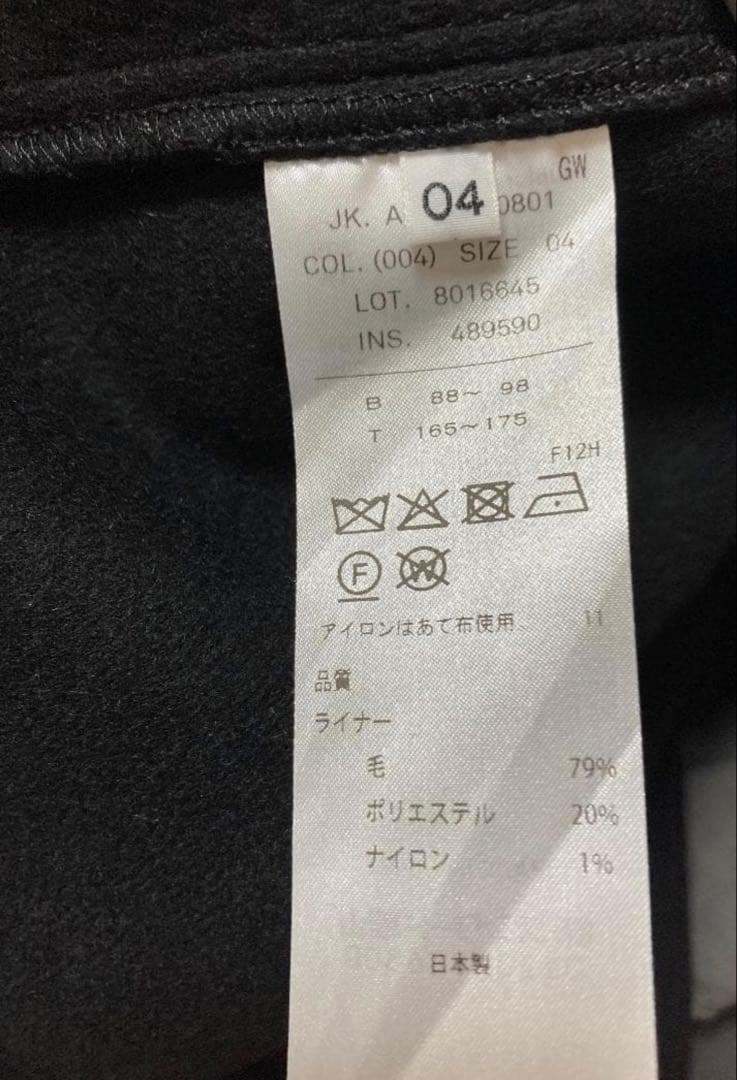 GW
JK. A 04 0801
COL. (004) SIZE 04
LOT. 8016645
INS. 489590
B 88~ 98
T 165~175
F12H
F
W
アイロンはあて布使用 11
品質
ライナー
毛 79%
ポリエステル 20%
ナイロン 1%
日本製